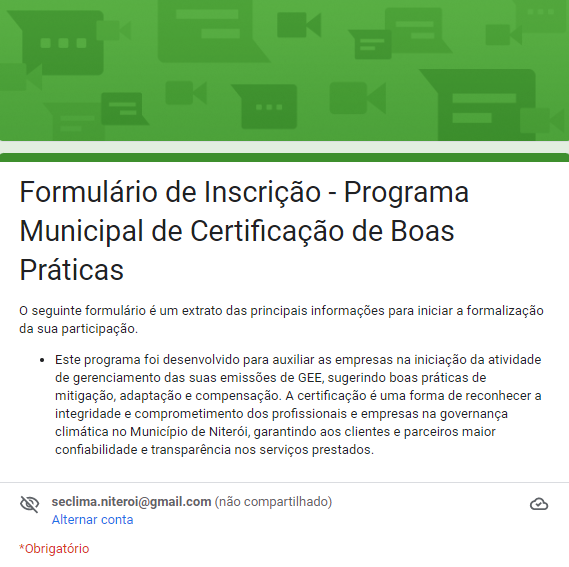 Formulário de Inscrição - Programa
Municipal de Certificação de Boas
Práticas
O seguinte formulário é um extrato das principais informações para iniciar a formalização
da sua participação.
• Este programa foi desenvolvido para auxiliar as empresas na iniciação da atividade
de gerenciamento das suas emissões de GEE, sugerindo boas práticas de
mitigação, adaptação e compensação. A certificação é uma forma de reconhecer a
integridade e comprometimento dos profissionais e empresas na governança
climática no Município de Niterói, garantindo aos clientes e parceiros maior
confiabilidade e transparência nos serviços prestados.
seclima.niteroi@gmail.com (não compartilhado)
Alternar conta
*Obrigatório